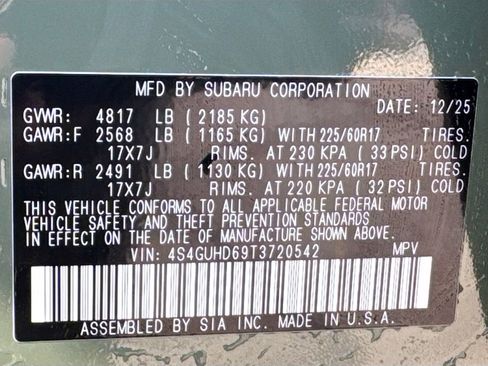 MFD BY SUBARU CORPORATION
GVWR: 4817 LB ( 2185 KG) DATE: 12/25
GAWR:F 2568 LB ( 1165 KG) WITH 225/60R17 TIRES.
17X7J RIMS. AT 230 KPA ( 33 PSI) COLD
GAWR:R 2491 LB ( 1130 KG) WITH 225/60R17 TIRES.
17X7J RIMS. AT 220 KPA ( 32 PSI) COLD
THIS VEHICLE CONFORMS TO ALL APPLICABLE FEDERAL MOTOR
VEHICLE SAFETY AND THEFT PREVENTION STANDARDS
IN EFFECT ON THE DATE OF MANUFACTURE SHOWN ABOVE.
VIN: 4S4GUHD69T3720542 MPV
ASSEMBLED BY SIA INC. MADE IN U.S.A.